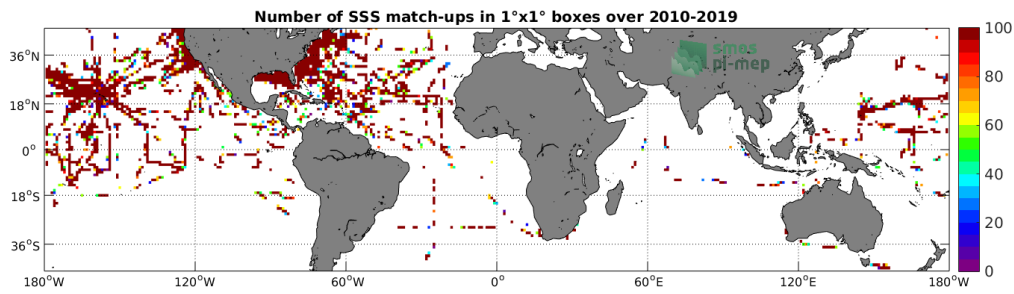 Number of SSS match-ups in 1°x1° boxes over 2010-2019
smos
pi-mep
36°N
18°N
0°
18°S
36°S
180°W 120°W 60°W 0° 60°E 120°E 180°W
100
80
60
40
20
0